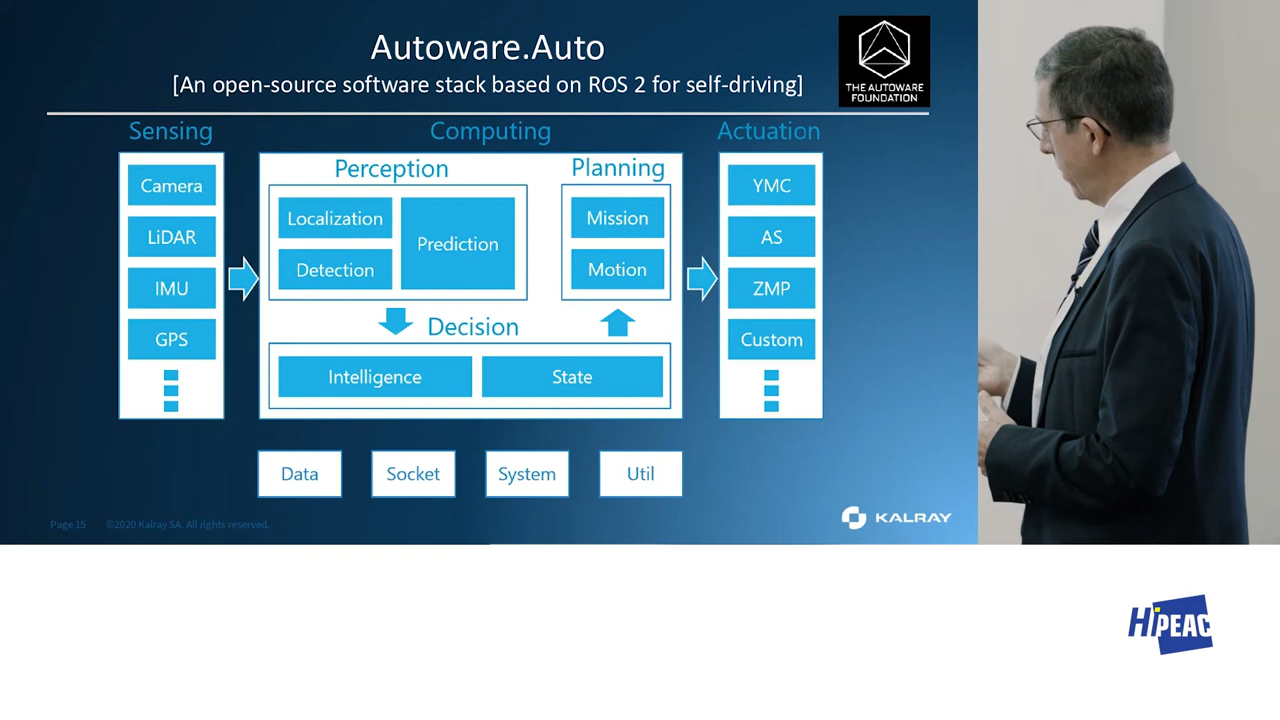 Autoware.Auto
[An open-source software stack based on ROS 2 for self-driving]
THE AUTOWARE
FOUNDATION
Sensing
Computing
Actuation
Camera
LiDAR
IMU
GPS
Perception
Localization
Detection
Prediction
Planning
Mission
Motion
Decision
Intelligence
State
YMC
AS
ZMP
Custom
Data
Socket
System
Util
Page 15
©2020 Kalray SA. All rights reserved.
KALRAY
HiPEAC